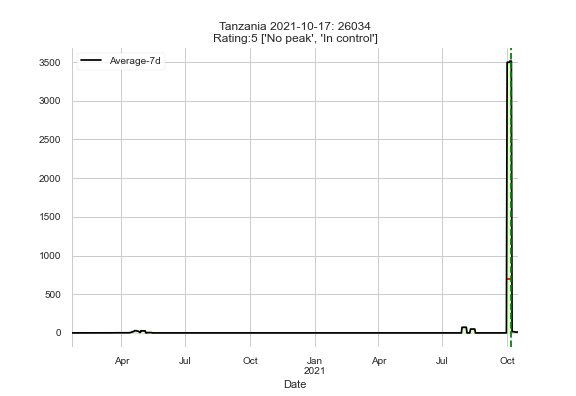 Tanzania 2021-10-17: 26034
Rating:5 ['No peak', 'In control']
Average-7d
3500
3000
2500
2000
1500
1000
500
0
Apr Jul Oct Jan Apr Jul Oct
2021
Date